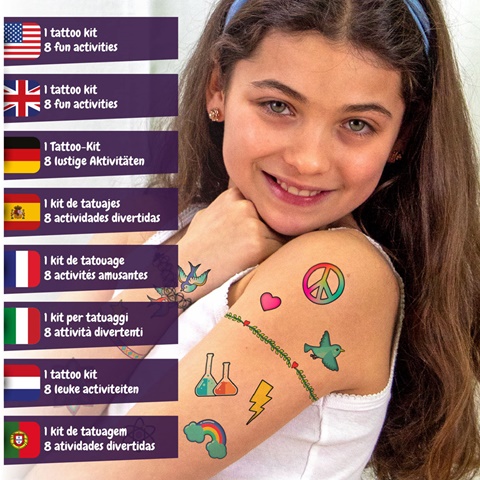 1 tattoo kit
8 fun activities
1 tattoo kit
8 fun activities
1 Tattoo-Kit
8 lustige Aktivitäten
1 kit de tatuajes
8 actividades divertidas
1 kit de tatouage
8 activités amusantes
1 kit per tatuaggi
8 attività divertenti
1 tattoo kit
8 leuke activiteiten
1 kit de tatuagem
8 atividades divertidas